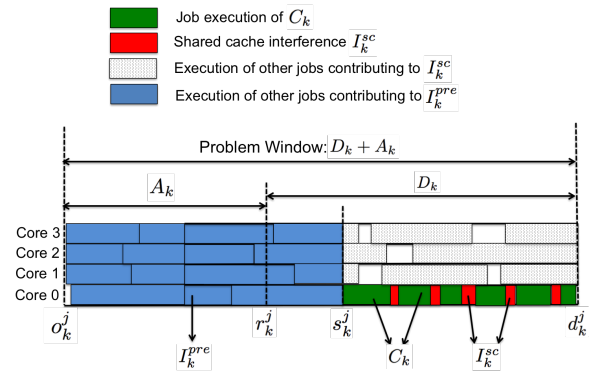 Job execution of C_k
Shared cache interference I_k^{sc}
Execution of other jobs contributing to I_k^{sc}
Execution of other jobs contributing to I_k^{pre}
Problem Window: D_k + A_k
A_k
D_k
Core 3
Core 2
Core 1
Core 0
o_k^j
r_k^j
s_k^j
d_k^j
I_k^{pre}
C_k
I_k^{sc}